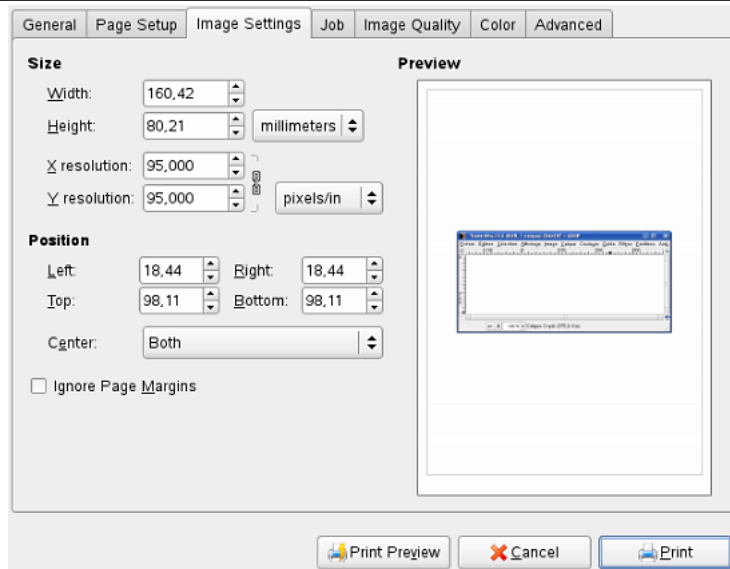 General Page Setup Image Settings Job Image Quality Color Advanced
Size
Width: 160,42
Height: 80,21 millimeters
X resolution: 95,000
Y resolution: 95,000 pixels/in
Position
Left: 18,44 Right: 18,44
Top: 98,11 Bottom: 98,11
Center: Both
Ignore Page Margins
Preview
Print Preview Cancel Print